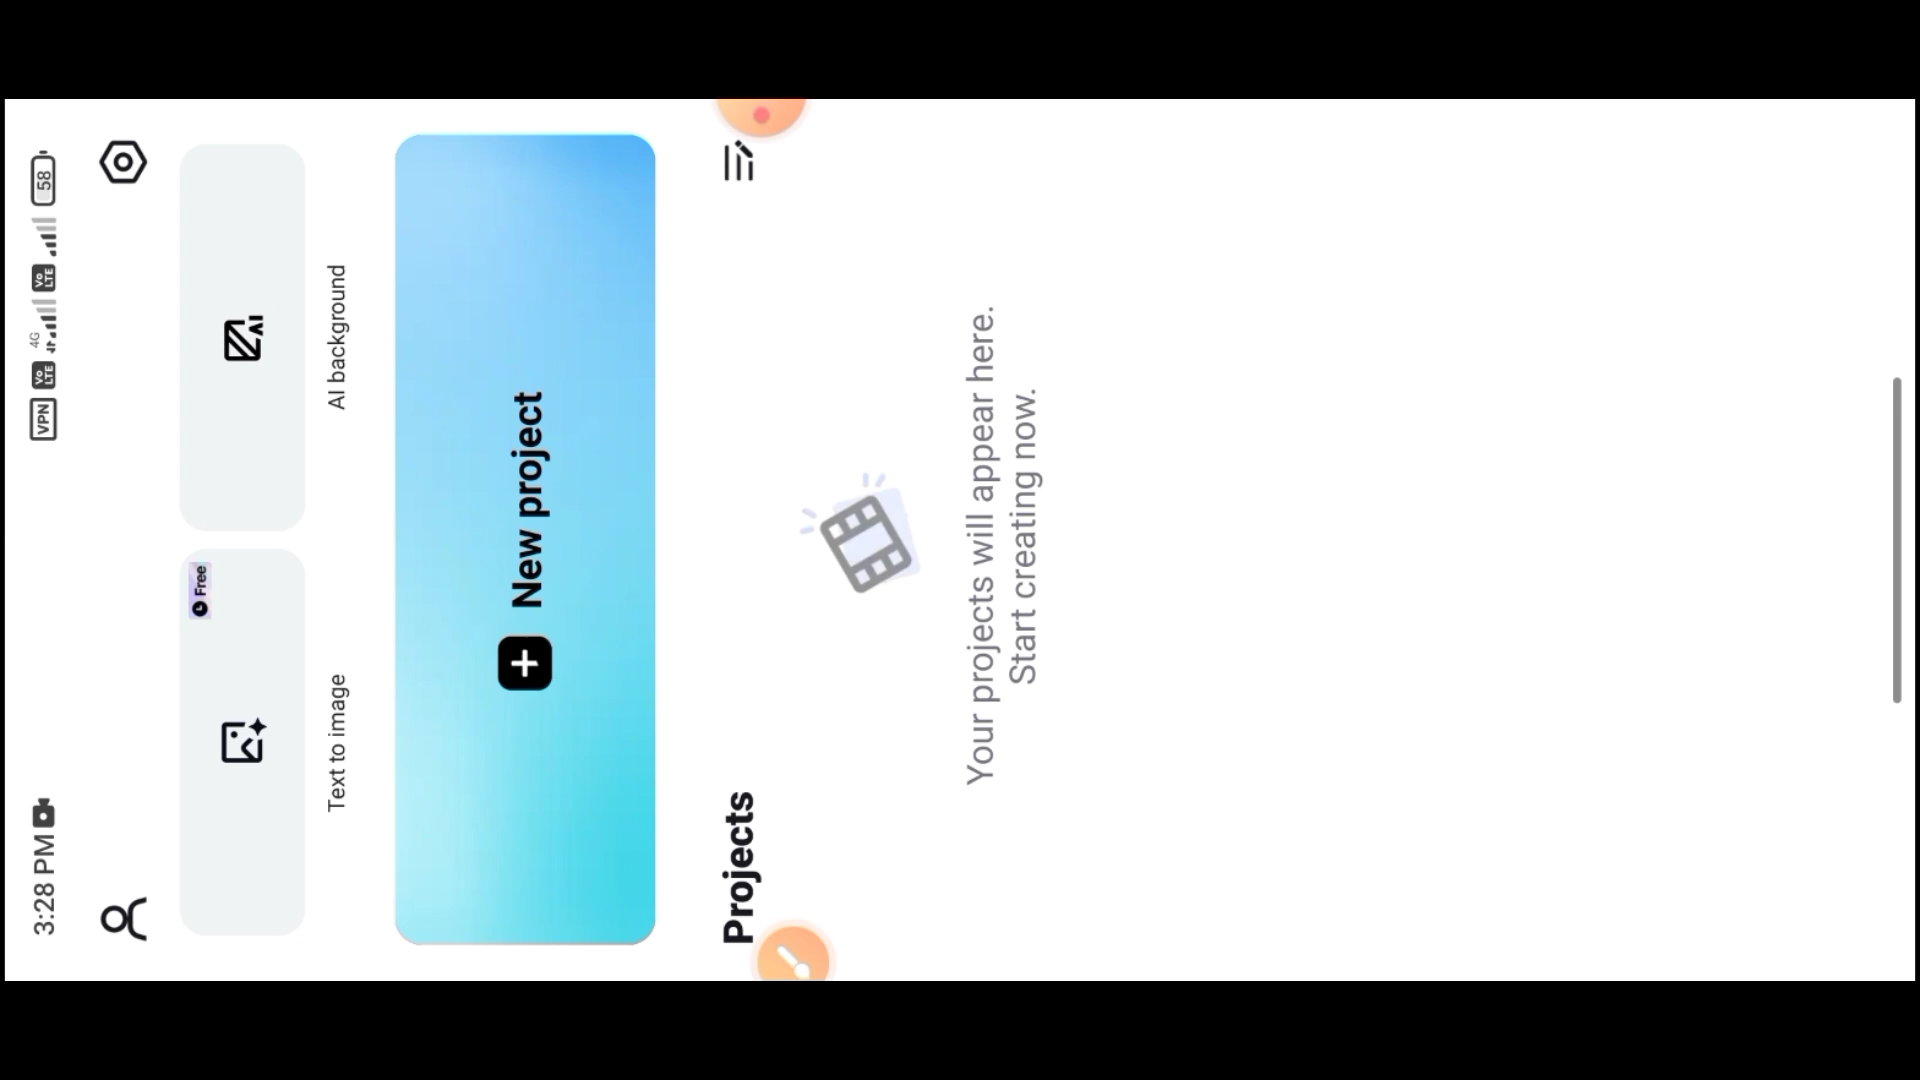 3:28 PM VPN Vo LTE 4G Vo LTE 58
Free
AI
Text to image AI background
New project
Projects
Your projects will appear here.
Start creating now.